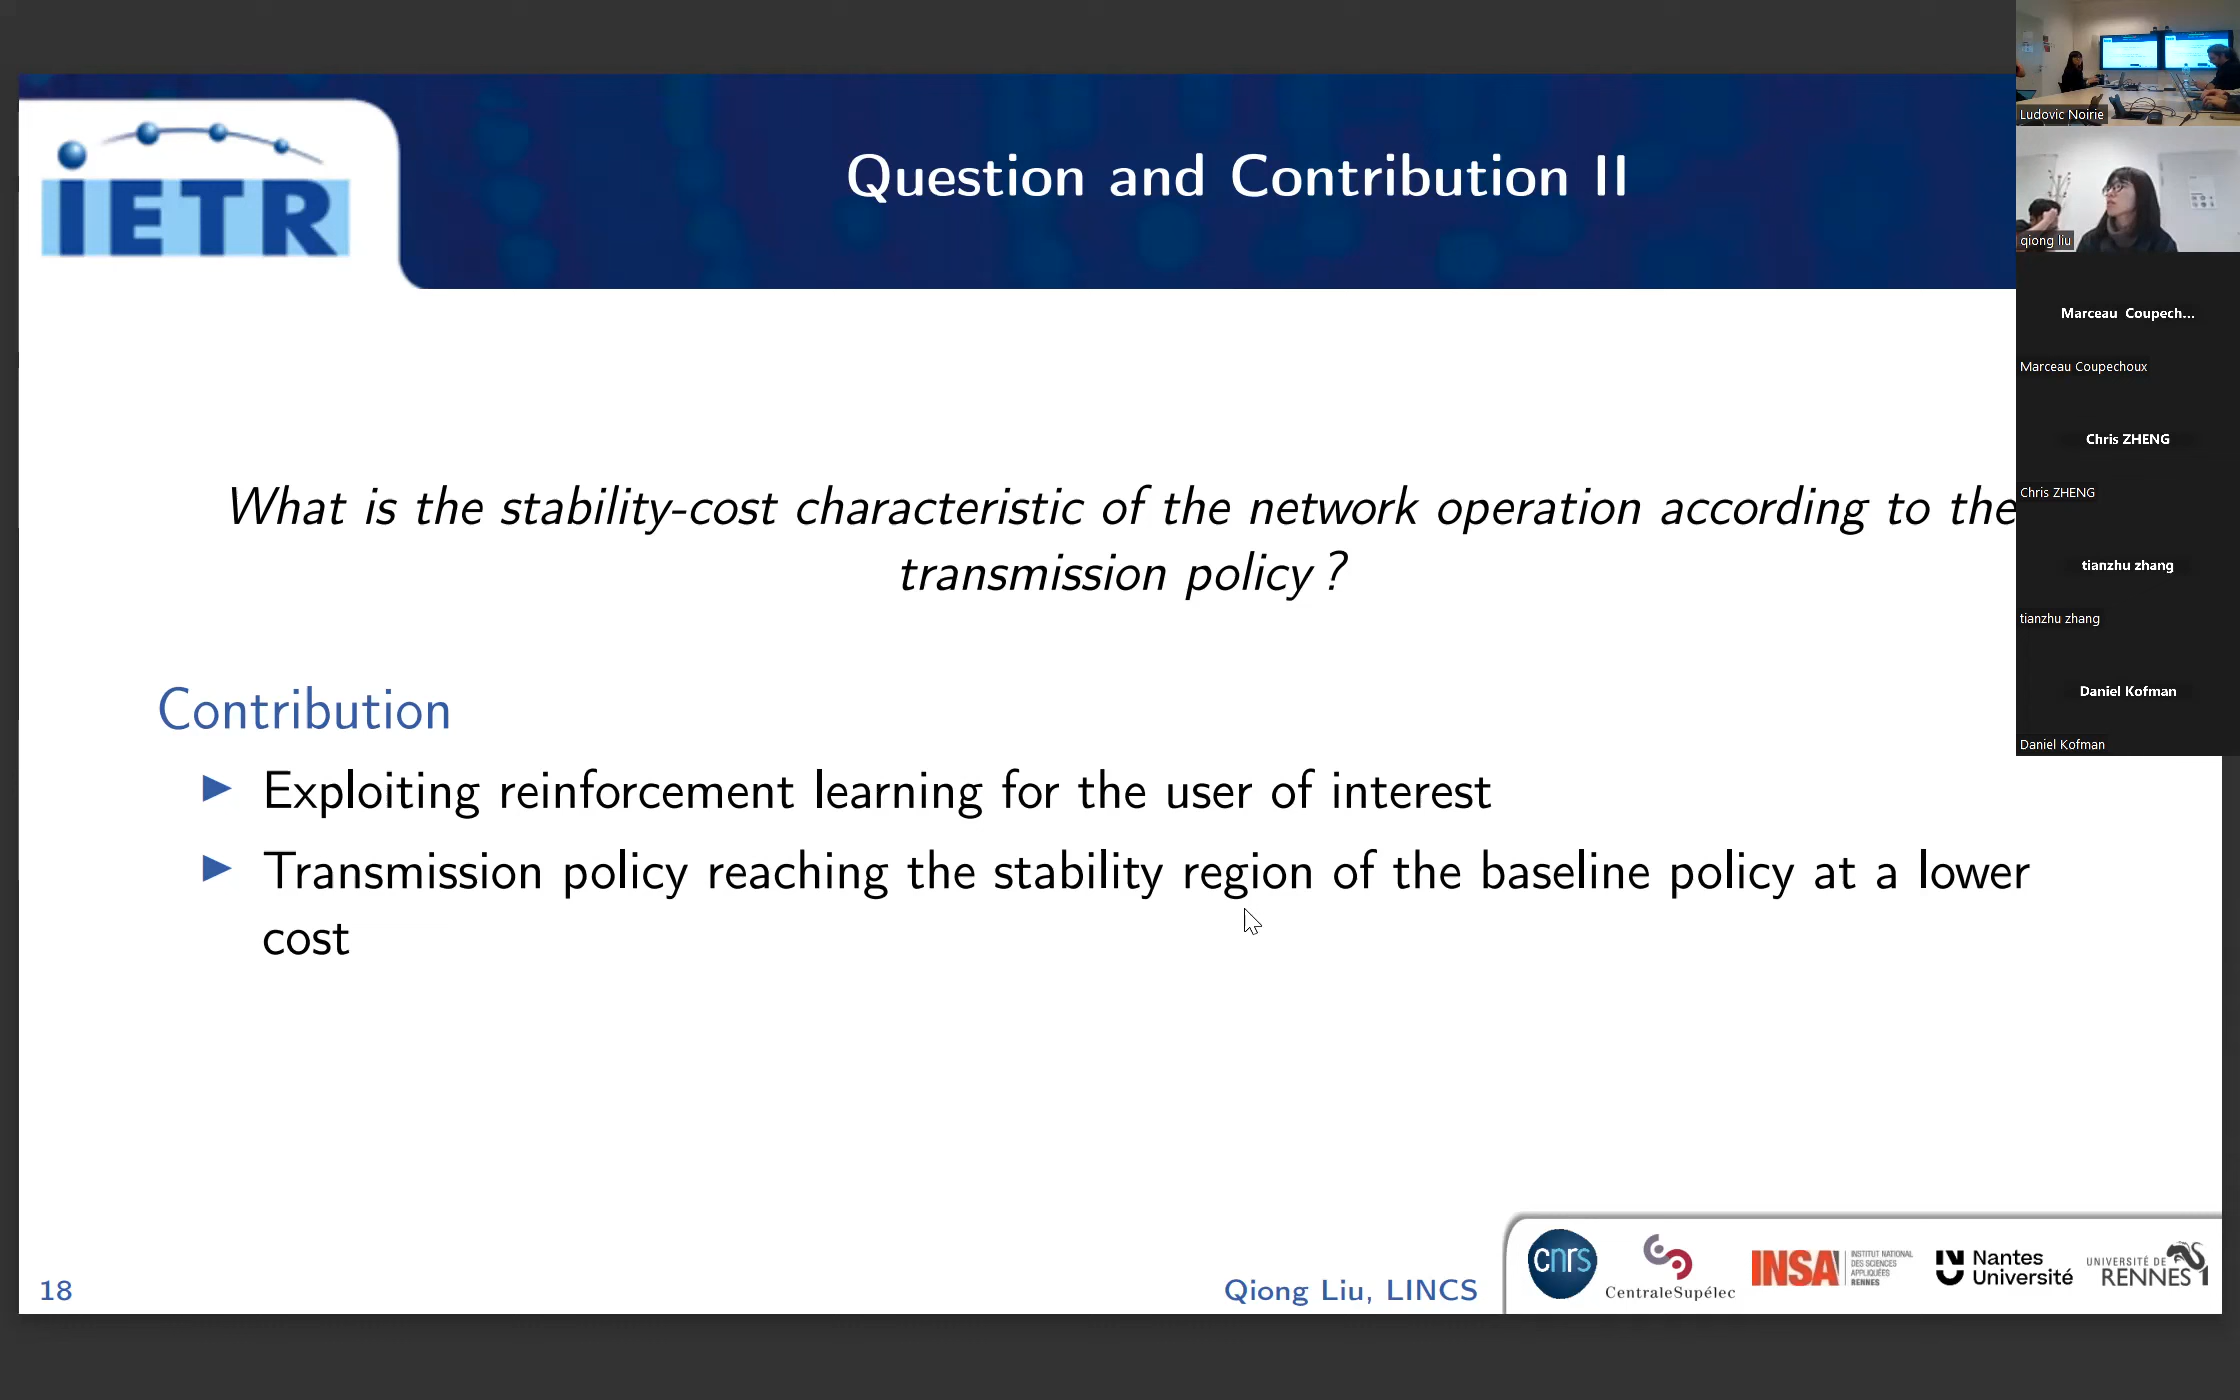 iETR
Question and Contribution II
What is the stability-cost characteristic of the network operation according to the
transmission policy ?
Contribution
Exploiting reinforcement learning for the user of interest
Transmission policy reaching the stability region of the baseline policy at a lower
cost
18
Qiong Liu, LINCS
cnrs
CentraleSupélec
INSA
INSTITUT NATIONAL
DES SCIENCES
APPLIQUÉES
RENNES
Nantes
Université
UNIVERSITÉ DE
RENNES 1
Ludovic Noirie
qiong liu
Marceau Coupech...
Marceau Coupechoux
Chris ZHENG
Chris ZHENG
tianzhu zhang
tianzhu zhang
Daniel Kofman
Daniel Kofman